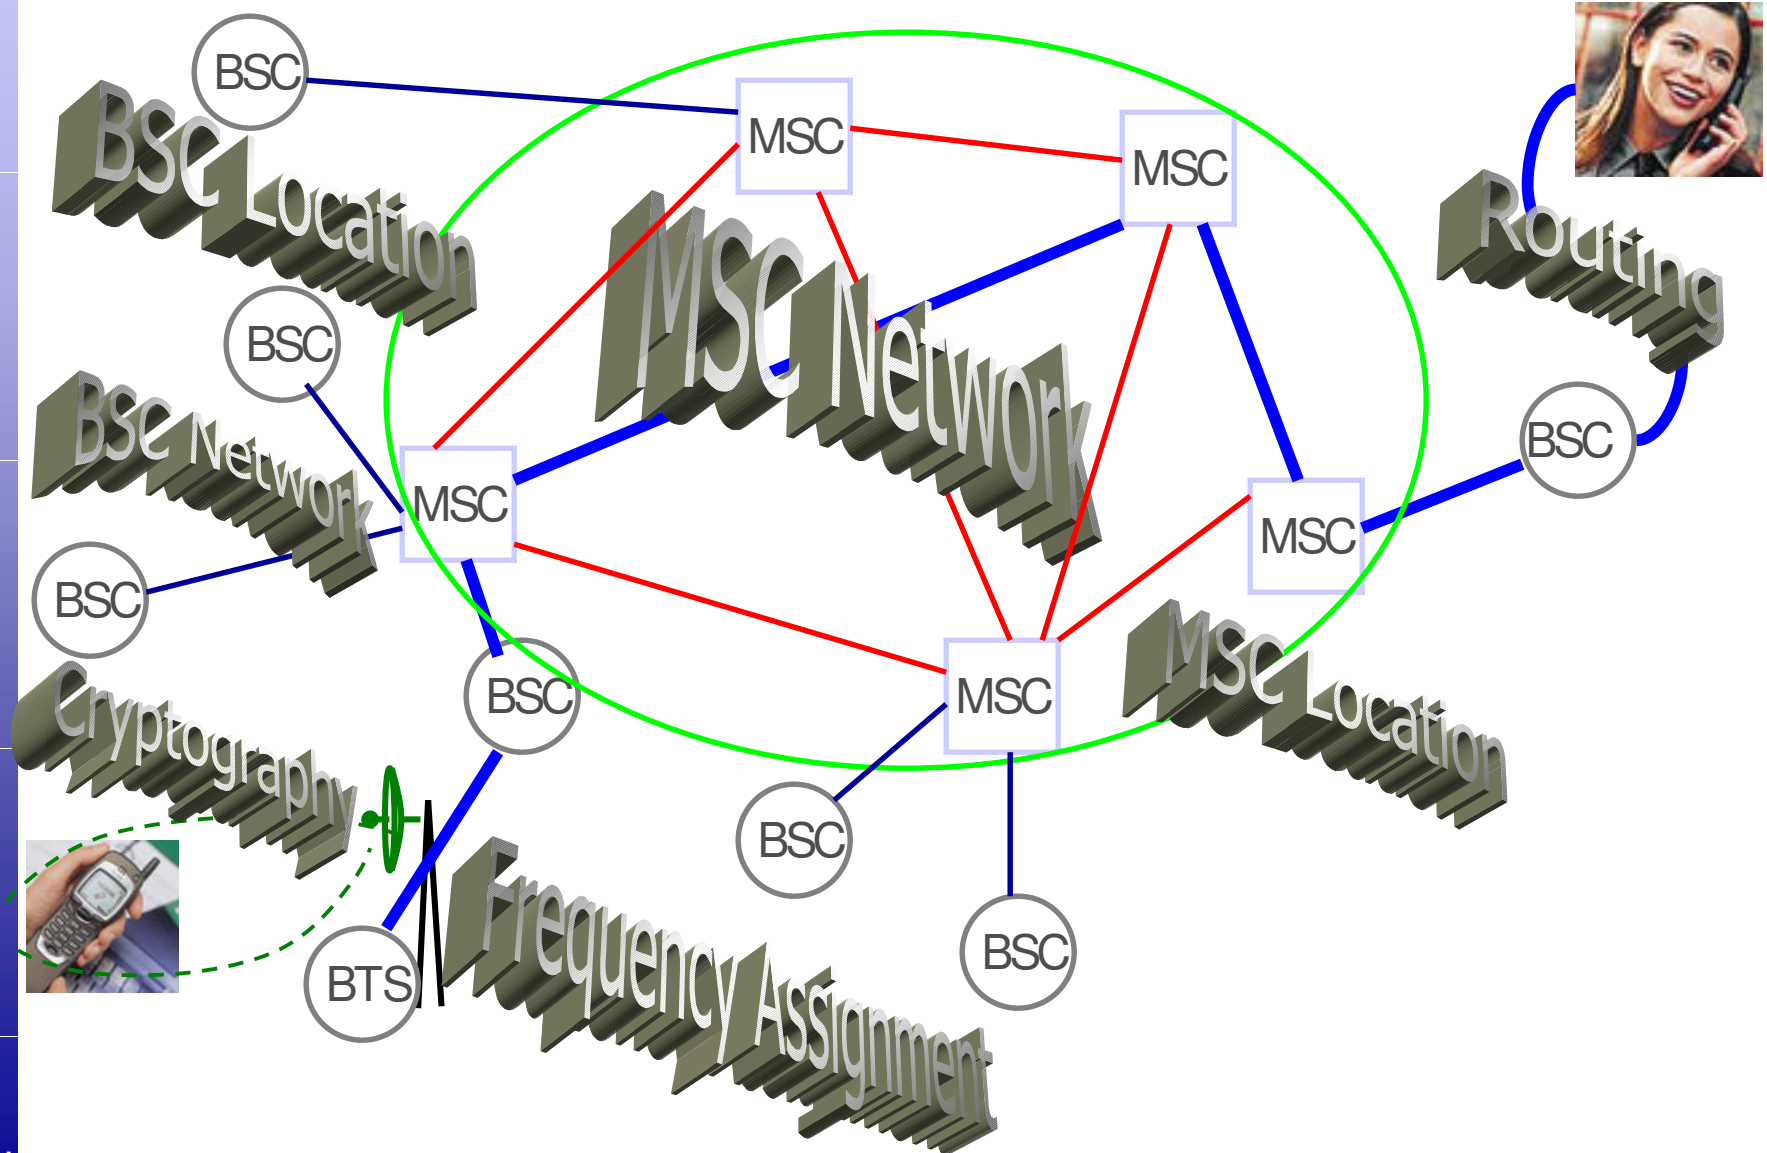 BSC
MSC
MSC
BSC Location
MSC Network
Routing
BSC
BSC
BSC Network
MSC
MSC
BSC
MSC Location
Cryptography
BSC
MSC
BSC
Frequency Assignment
BSC
BTS